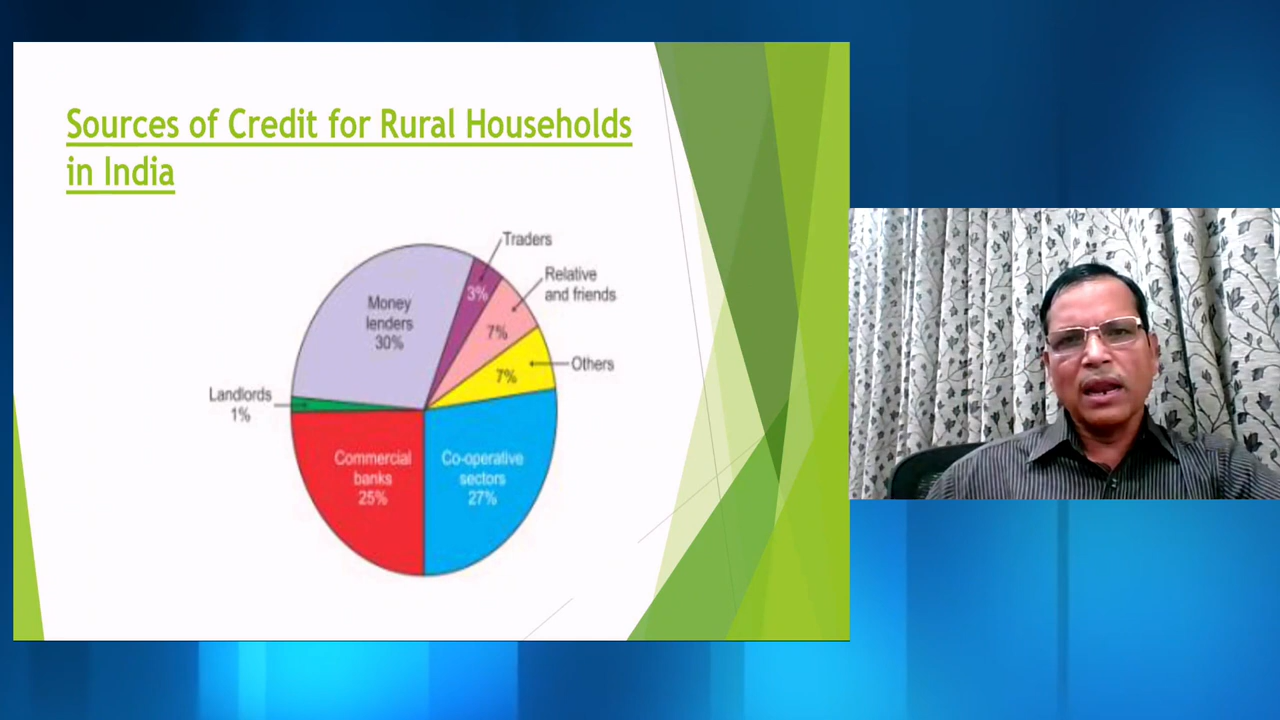 Sources of Credit for Rural Households
in India
Traders
3%
Relative
and friends
7%
Others
7%
Money
lenders
30%
Landlords
1%
Commercial
banks
25%
Co-operative
sectors
27%